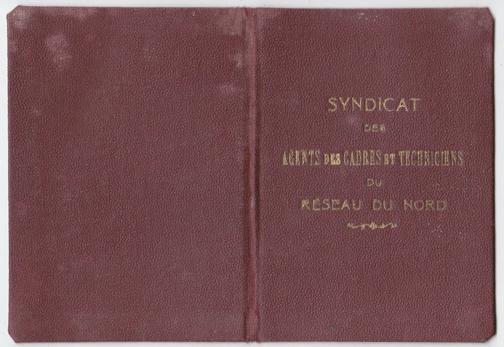 SYNDICAT
DES
AGENTS DES CADRES ET TECHNICIENS
DU
RÉSEAU DU NORD